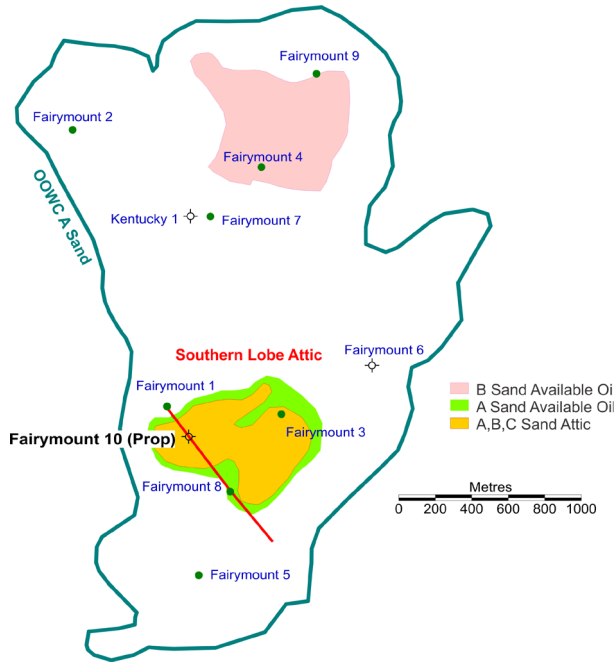 Fairymount 9
Fairymount 2
Fairymount 4
Kentucky 1
Fairymount 7
OOWC A Sand
Southern Lobe Attic
Fairymount 6
Fairymount 1
B Sand Available Oi
A Sand Available Oil
A,B,C Sand Attic
Fairymount 10 (Prop)
Fairymount 3
Fairymount 8
Metres
0 200 400 600 800 1000
Fairymount 5